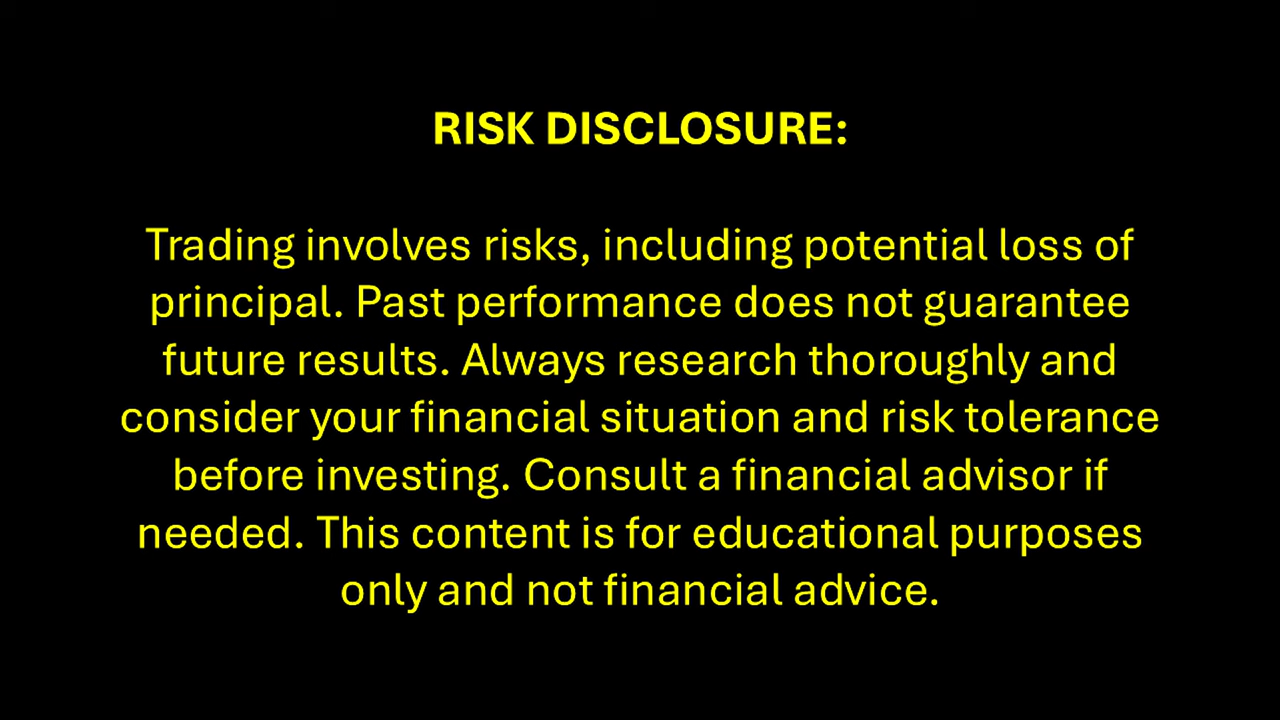 RISK DISCLOSURE:
Trading involves risks, including potential loss of
principal. Past performance does not guarantee
future results. Always research thoroughly and
consider your financial situation and risk tolerance
before investing. Consult a financial advisor if
needed. This content is for educational purposes
only and not financial advice.